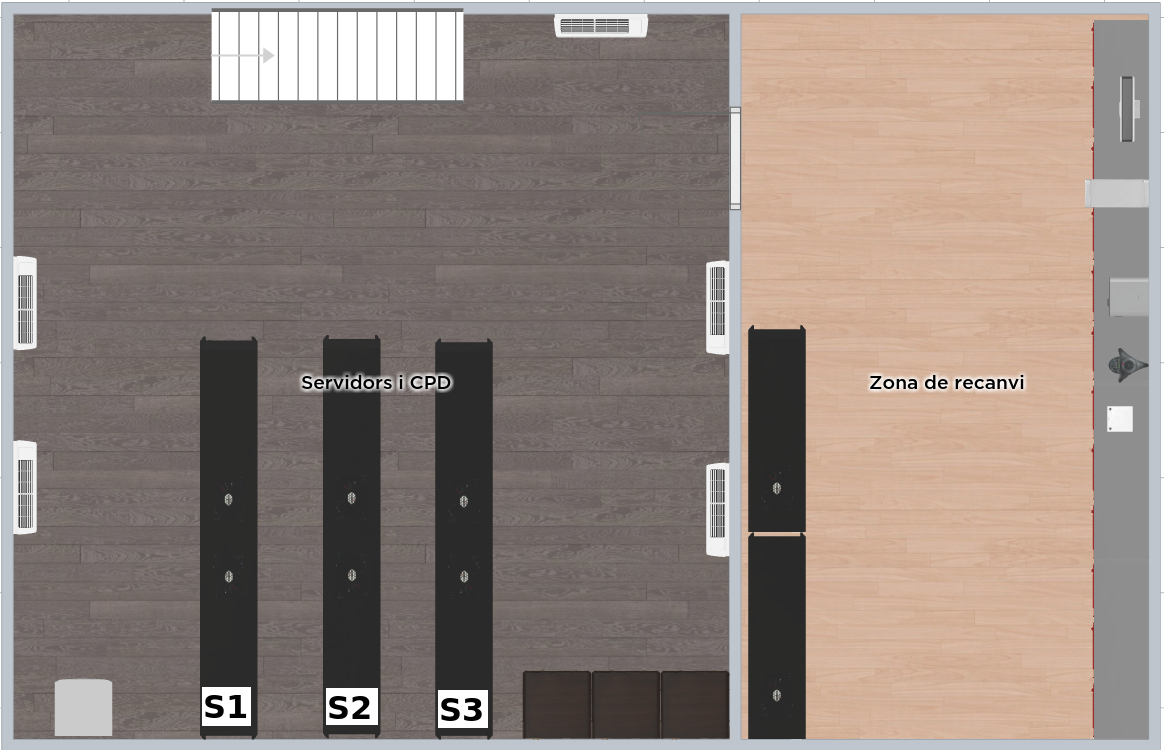 Servidors i CPD
Zona de recanvi
S1
S2
S3